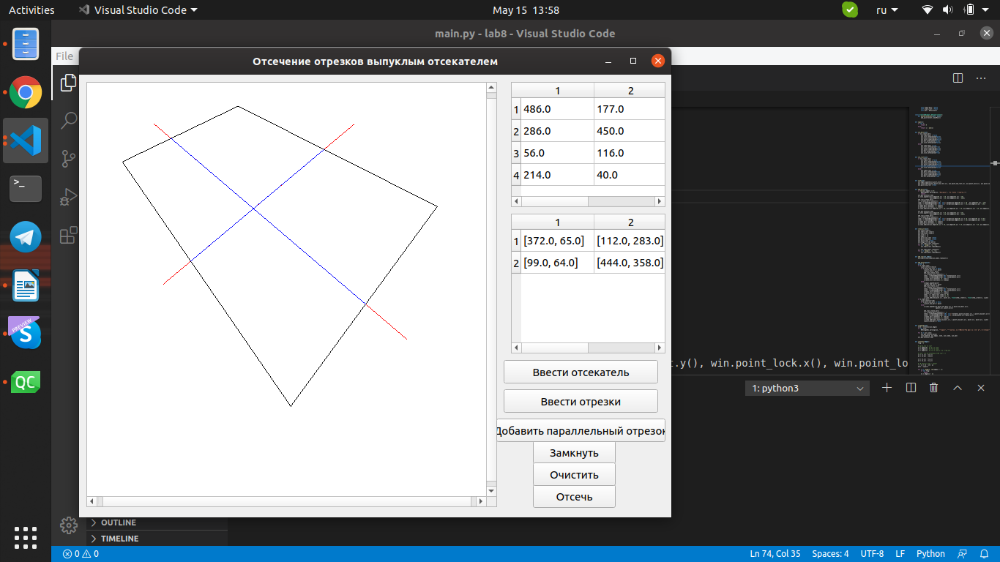 Activities Visual Studio Code May 15 13:58 ru
main.py - lab8 - Visual Studio Code
File
Отсечение отрезков выпуклым отсекателем
1 2
1 486.0 177.0
2 286.0 450.0
3 56.0 116.0
4 214.0 40.0
1 2
1 [372.0, 65.0] [112.0, 283.0]
2 [99.0, 64.0] [444.0, 358.0]
Ввести отсекатель
t.y(), win.point_lock.x(), win.point_lo
Ввести отрезки
1: python3
Добавить параллельный отрезок
Замкнуть
Очистить
Отсечь
PREVIEW
S
QC
>_
OUTLINE
TIMELINE
0 0 Ln 74, Col 35 Spaces: 4 UTF-8 LF Python